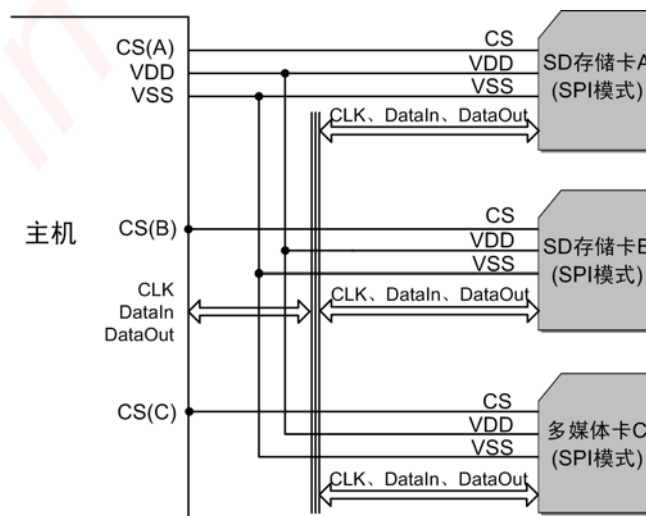 CS(A)
VDD
VSS
CS
VDD
VSS
SD存储卡A
(SPI模式)
CLK、DataIn、DataOut
主机
CS(B)
CS
VDD
VSS
SD存储卡B
(SPI模式)
CLK
DataIn
DataOut
CLK、DataIn、DataOut
CS(C)
CS
VDD
VSS
多媒体卡C
(SPI模式)
CLK、DataIn、DataOut